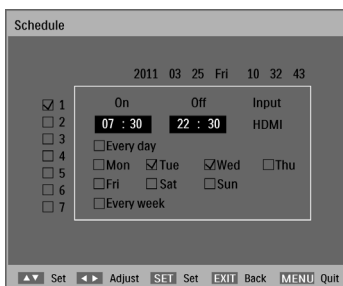 Schedule
2011 03 25 Fri 10 32 43
1 On Off Input
2 07 : 30 22 : 30 HDMI
3 Every day
4 Mon Tue Wed Thu
5 Fri Sat Sun
6 Every week
7
Set Adjust SET Set EXIT Back MENU Quit